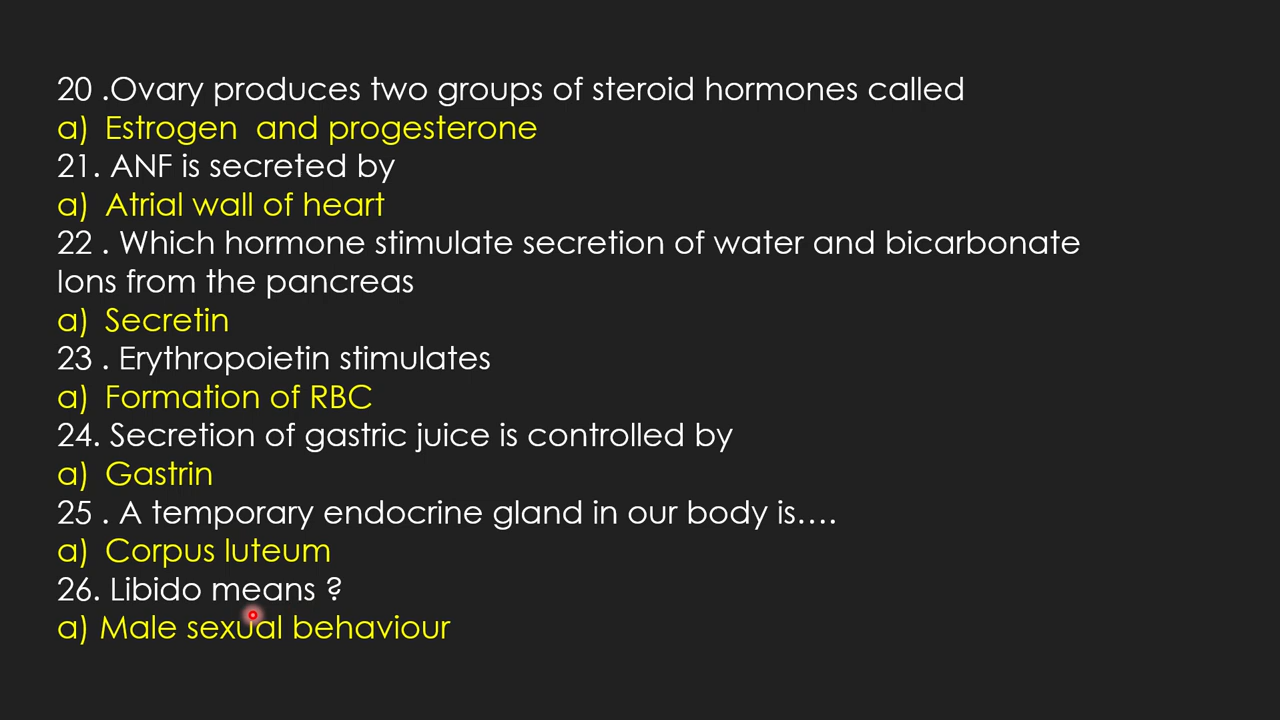 20 .Ovary produces two groups of steroid hormones called
a) Estrogen and progesterone
21. ANF is secreted by
a) Atrial wall of heart
22 . Which hormone stimulate secretion of water and bicarbonate
Ions from the pancreas
a) Secretin
23 . Erythropoietin stimulates
a) Formation of RBC
24. Secretion of gastric juice is controlled by
a) Gastrin
25 . A temporary endocrine gland in our body is....
a) Corpus luteum
26. Libido means ?
a) Male sexual behaviour